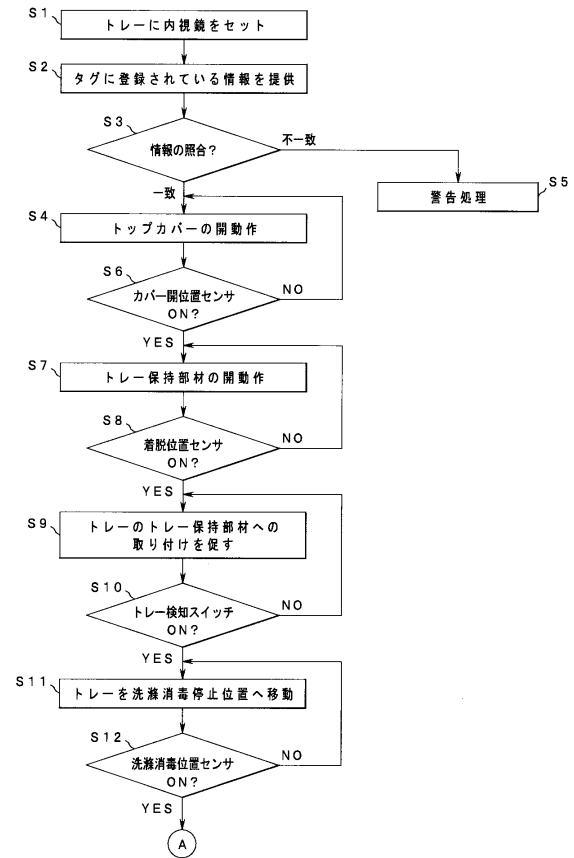 S1
トレーに内視鏡をセット
S2
タグに登録されている情報を提供
S3
情報の照合?
不一致
一致
S5
警告処理
S4
トップカバーの開動作
S6
カバー開位置センサ
ON?
NO
YES
S7
トレー保持部材の開動作
S8
着脱位置センサ
ON?
NO
YES
S9
トレーのトレー保持部材への
取り付けを促す
S10
トレー検知スイッチ
ON?
NO
YES
S11
トレーを洗滌消毒停止位置へ移動
S12
洗滌消毒位置センサ
ON?
NO
YES
A